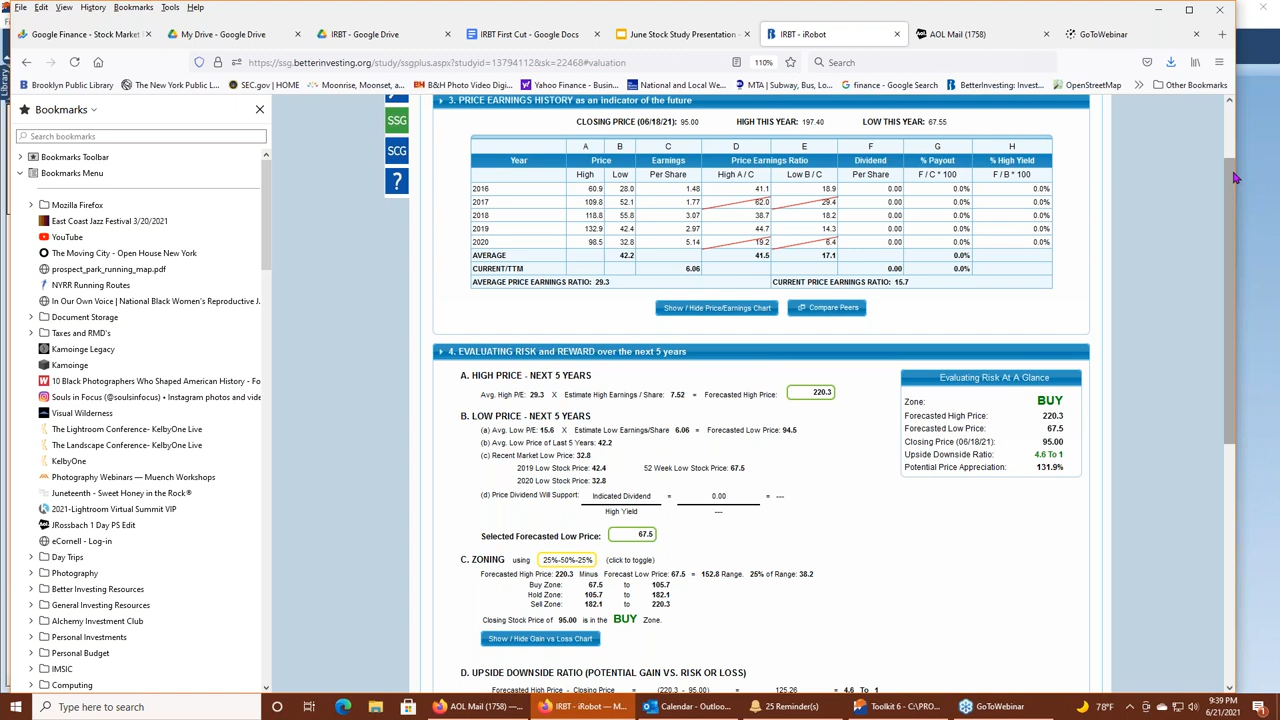 File Edit View History Bookmarks Tools Help
Google Finance - Stock Market
My Drive - Google Drive
IRBT - Google Drive
IRBT First Cut - Google Docs
June Stock Study Presentation -
IRBT - iRobot
AOL Mail (1758)
GoToWebinar
https://ssg.betterinvesting.org/study/ssgplus.aspx?studyid=13794112&sk=22468#valuation
110%
Search
Brooklyn Public Library
The New York Public L...
SEC.gov | HOME
Moonrise, Moonset, a...
B&H Photo Digital C...
Yahoo Finance - Busin...
National and Local We...
MTA | Subway, Bus, Lo...
finance - Google Search
BetterInvesting: Invest...
OpenStreetMap
Other Bookmarks
Library
Bookmarks
Search bookmarks
Bookmarks Toolbar
Bookmarks Menu
Mozilla Firefox
East Coast Jazz Festival 3/20/2021
YouTube
The Moving City - Open House New York
prospect_park_running_map.pdf
NYRR Running Routes
In Our Own Voice | National Black Women's Reproductive J...
Document Storage
Taxes and RMD's
Kamoinge Legacy
Kamoinge
10 Black Photographers Who Shaped American History - Fo
Souls in Focus (@soulsinfocus) • Instagram photos and vide
Visual Wilderness
The Lightroom Conference- KelbyOne Live
The Landscape Conference- KelbyOne Live
KelbyOne
Photography Webinars — Muench Workshops
Juneteenth - Sweet Honey in the Rock®
2021-Lightroom Virtual Summit VIP
JRossbach 1 Day PS Edit
eCornell - Log-in
Day Trips
Photography
Better Investing Resources
General Investing Resources
Alchemy Investment Club
Personal Investments
Personal Budget
IMSIC
Computing
SSG
SCG
?
3. PRICE EARNINGS HISTORY as an indicator of the future
CLOSING PRICE (06/18/21): 95.00 HIGH THIS YEAR: 197.40 LOW THIS YEAR: 67.55
A B C D E F G H
Year Price Earnings Price Earnings Ratio Dividend % Payout % High Yield
High Low Per Share High A / C Low B / C Per Share F / C * 100 F / B * 100
2016 60.9 28.0 1.48 41.1 18.9 0.00 0.0% 0.0%
2017 109.8 52.1 1.77 62.0 29.4 0.00 0.0% 0.0%
2018 118.8 55.8 3.07 38.7 18.2 0.00 0.0% 0.0%
2019 132.9 42.4 2.97 44.7 14.3 0.00 0.0% 0.0%
2020 98.5 32.8 5.14 19.2 6.4 0.00 0.0% 0.0%
AVERAGE 42.2 41.5 17.1 0.0%
CURRENT/TTM 6.06 0.00 0.0%
AVERAGE PRICE EARNINGS RATIO: 29.3 CURRENT PRICE EARNINGS RATIO: 15.7
Show / Hide Price/Earnings Chart
Compare Peers
4. EVALUATING RISK and REWARD over the next 5 years
A. HIGH PRICE - NEXT 5 YEARS
Avg. High P/E: 29.3 X Estimate High Earnings / Share: 7.52 = Forecasted High Price: 220.3
B. LOW PRICE - NEXT 5 YEARS
(a) Avg. Low P/E: 15.6 X Estimate Low Earnings/Share 6.06 = Forecasted Low Price: 94.5
(b) Avg. Low Price of Last 5 Years: 42.2
(c) Recent Market Low Price: 32.8
2019 Low Stock Price: 42.4 52 Week Low Stock Price: 67.5
2020 Low Stock Price: 32.8
(d) Price Dividend Will Support: Indicated Dividend = 0.00 = ---
High Yield ---
Selected Forecasted Low Price: 67.5
C. ZONING using 25%-50%-25% (click to toggle)
Forecasted High Price: 220.3 Minus Forecast Low Price: 67.5 = 152.8 Range. 25% of Range: 38.2
Buy Zone: 67.5 to 105.7
Hold Zone: 105.7 to 182.1
Sell Zone: 182.1 to 220.3
Closing Stock Price of 95.00 is in the BUY Zone.
Show / Hide Gain vs Loss Chart
D. UPSIDE DOWNSIDE RATIO (POTENTIAL GAIN VS. RISK OR LOSS)
Forecasted High Price - Closing Price (220.3 - 95.00) 125.26 = 4.6 To 1
Evaluating Risk At A Glance
Zone: BUY
Forecasted High Price: 220.3
Forecasted Low Price: 67.5
Closing Price (06/18/21): 95.00
Upside Downside Ratio: 4.6 To 1
Potential Price Appreciation: 131.9%
Type here to search
AOL Mail (1758) —...
IRBT - iRobot — M...
Calendar - Outloo...
25 Reminder(s)
Toolkit 6 - C:\PRO...
GoToWebinar
78°F
9:39 PM
6/21/2021
1